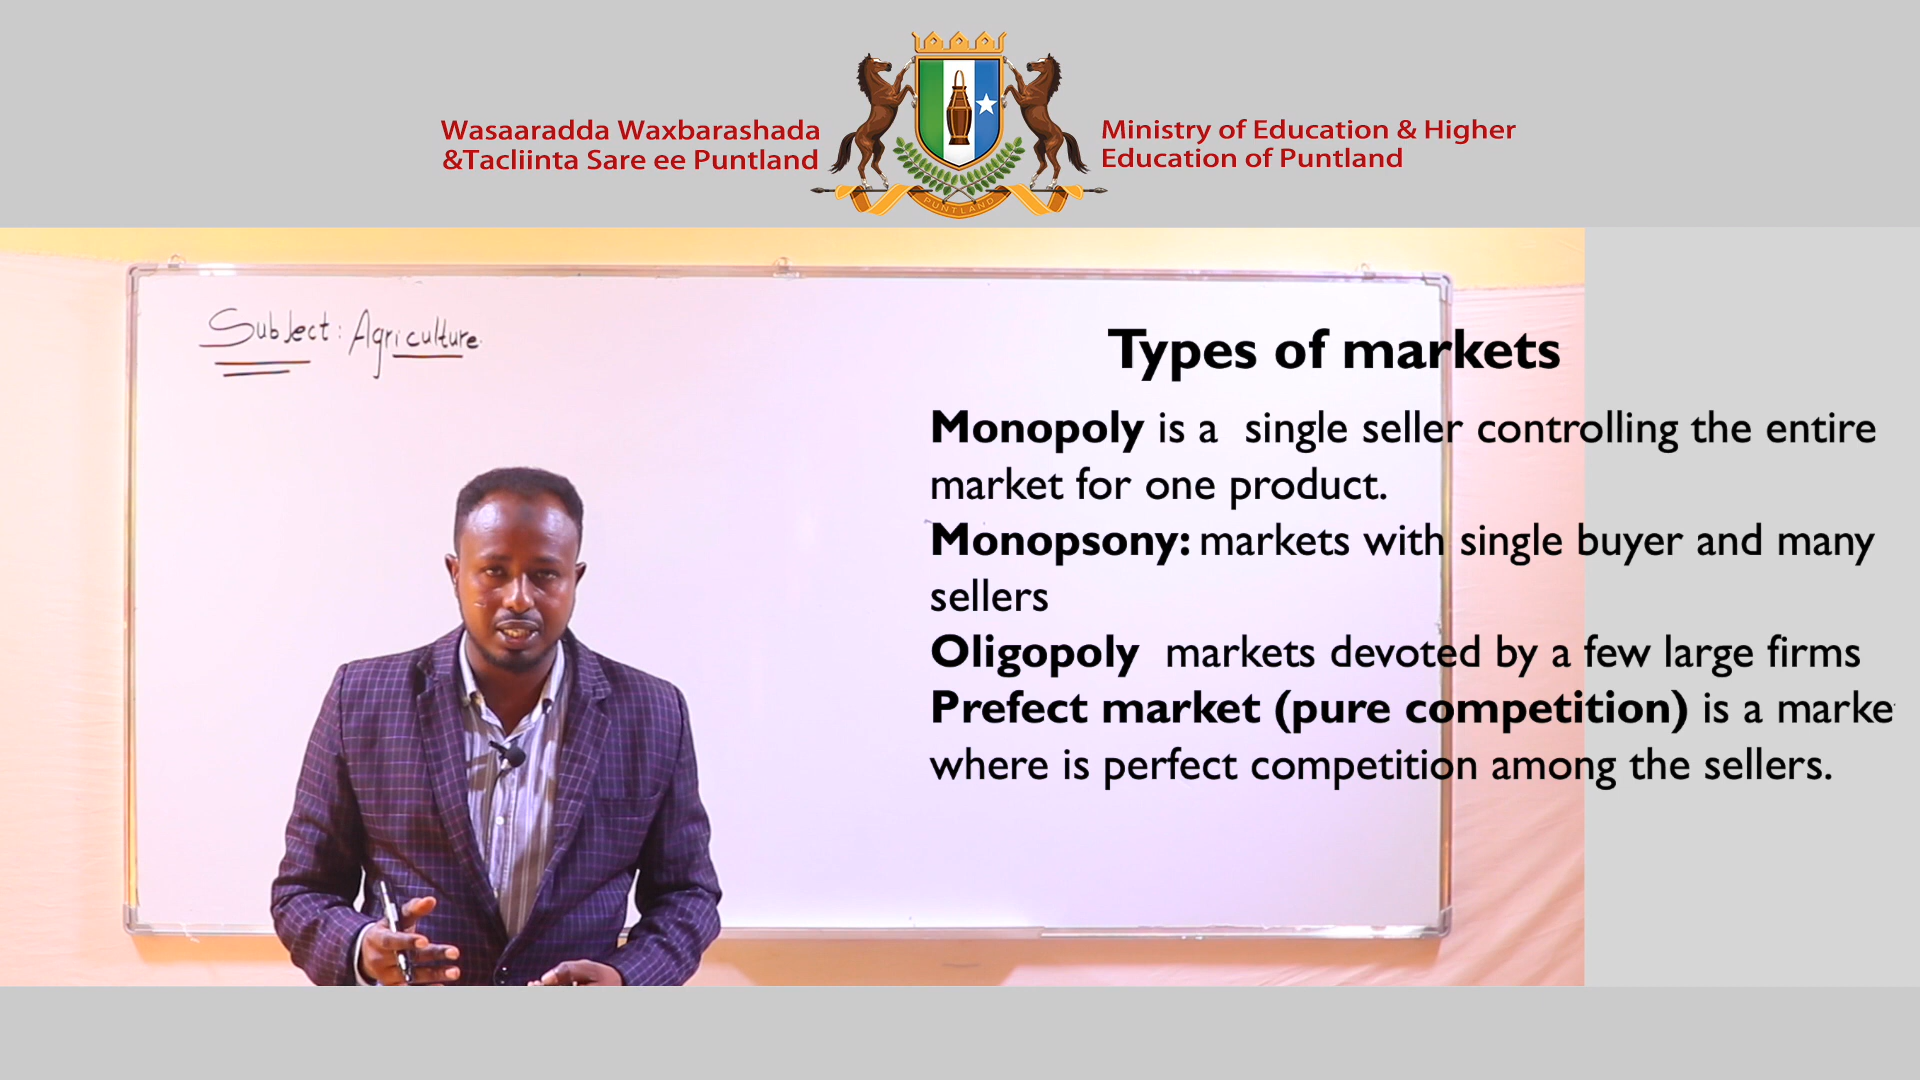 Wasaaradda Waxbarashada
&Tacliinta Sare ee Puntland
PUNTLAND
Ministry of Education & Higher
Education of Puntland
Subject: Agriculture
Types of markets
Monopoly is a single seller controlling the entire
market for one product.
Monopsony: markets with single buyer and many
sellers
Oligopoly markets devoted by a few large firms
Prefect market (pure competition) is a marke
where is perfect competition among the sellers.